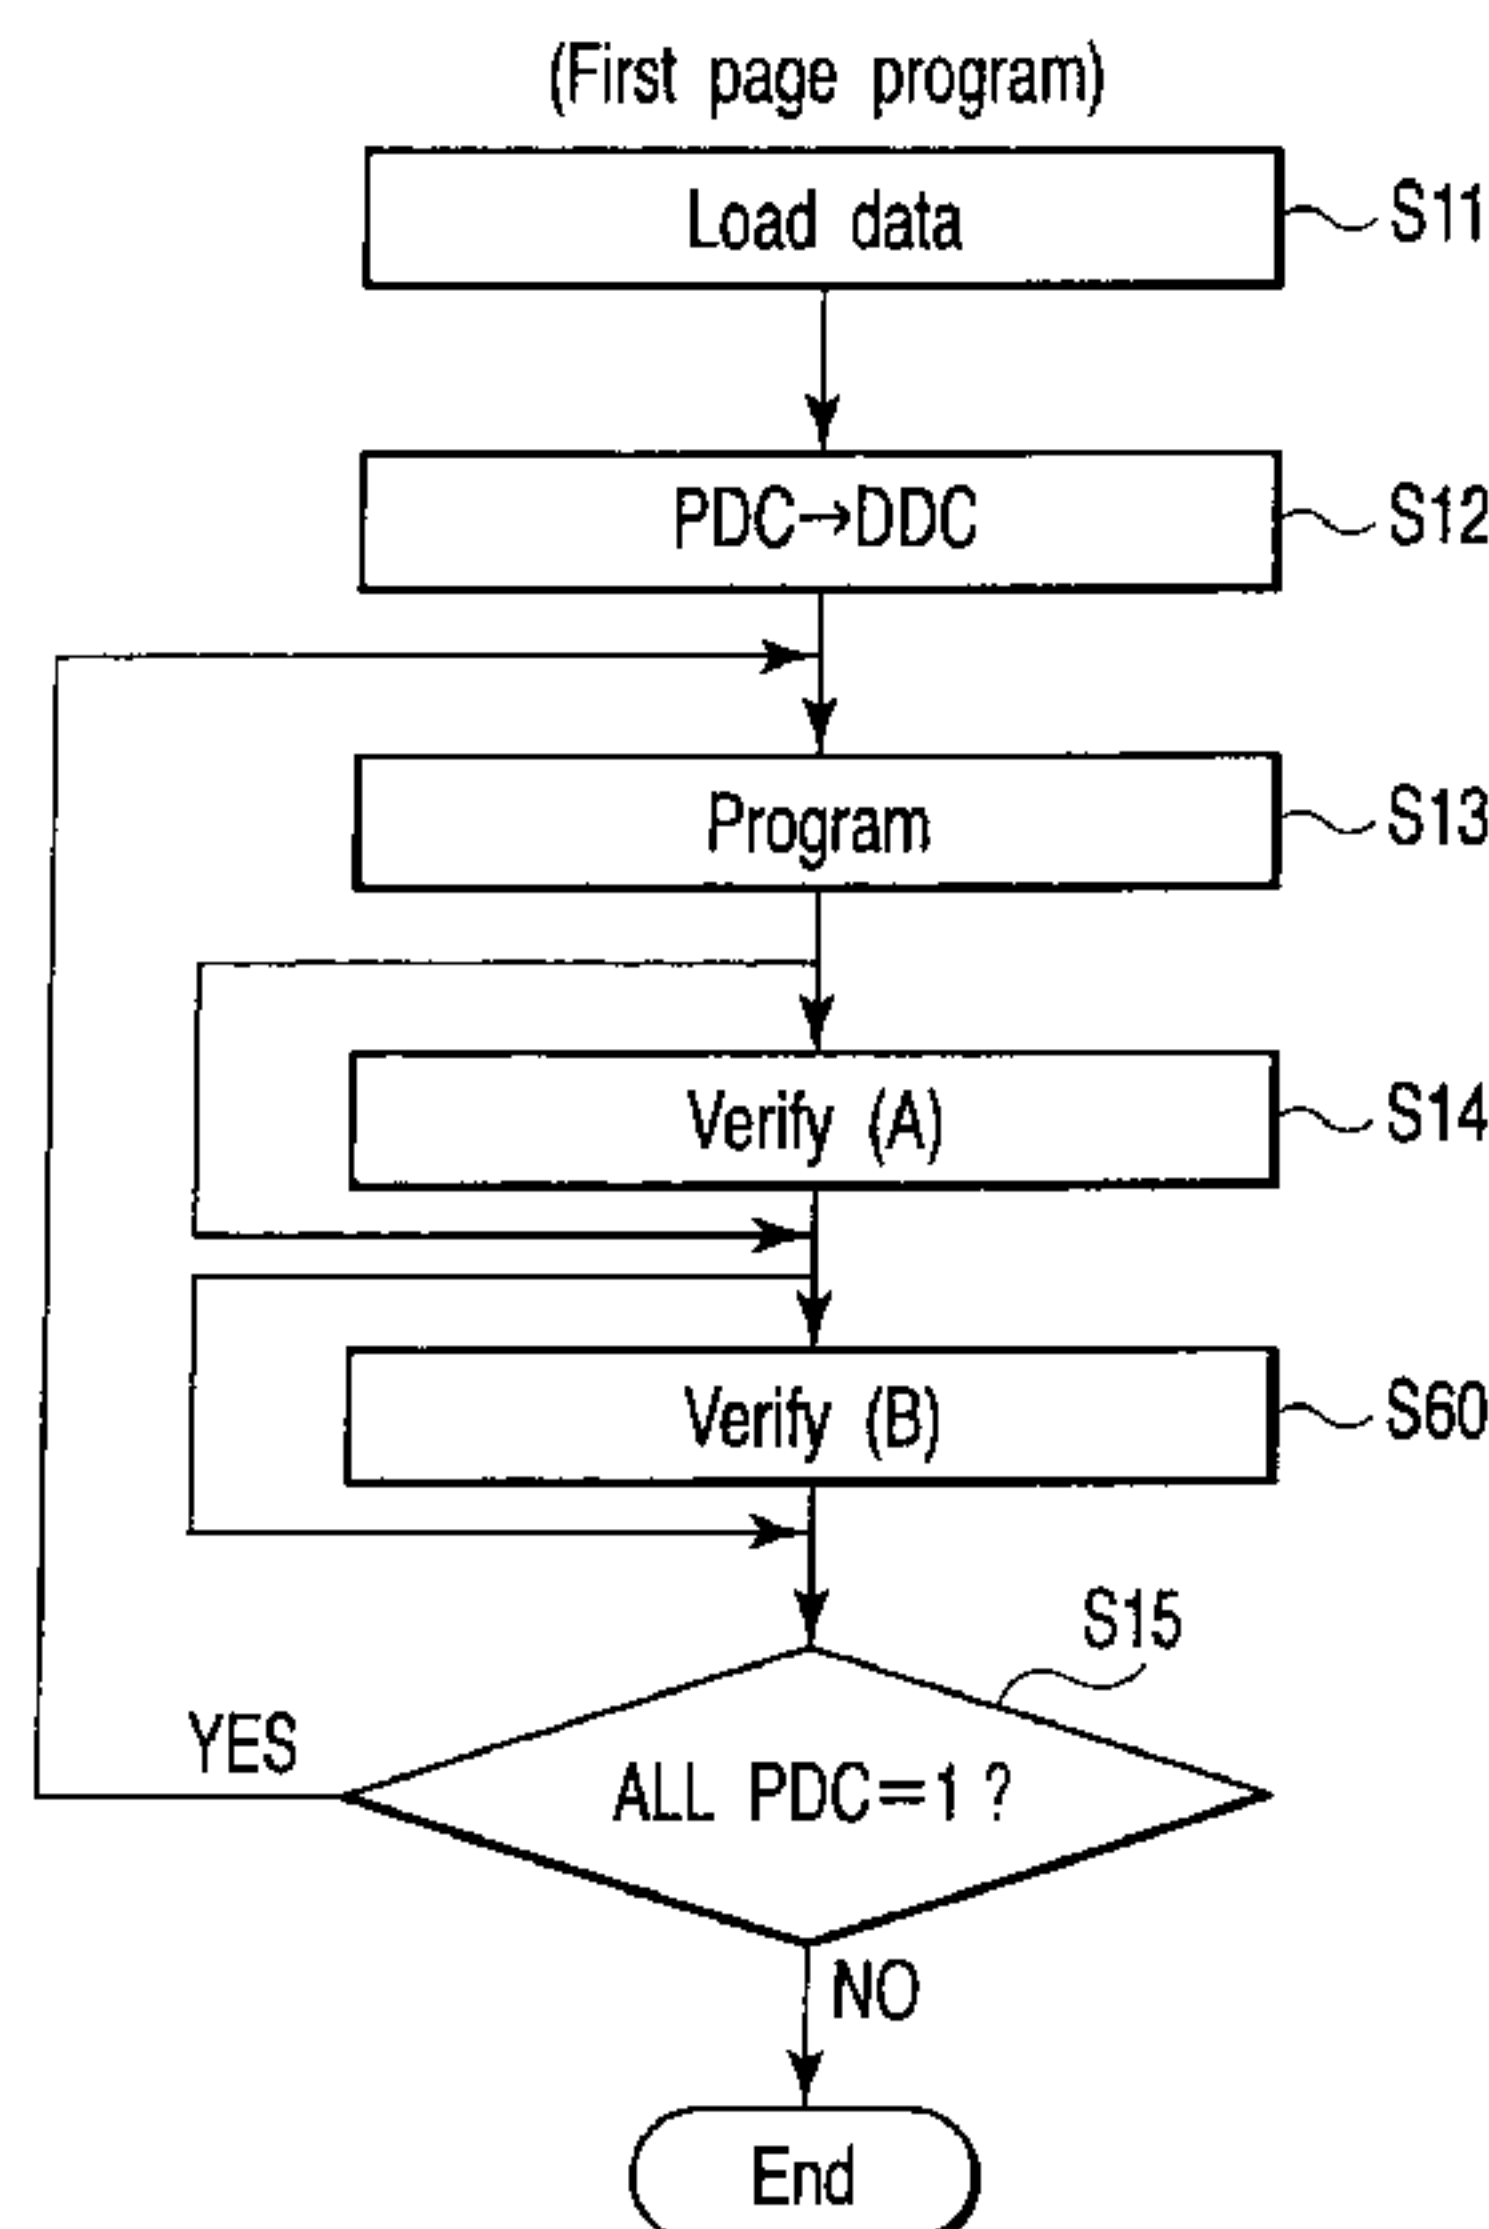 (First page program)
Load data
S11
PDC→DDC
S12
Program
S13
Verify (A)
S14
Verify (B)
S60
S15
YES
ALL PDC=1 ?
NO
End